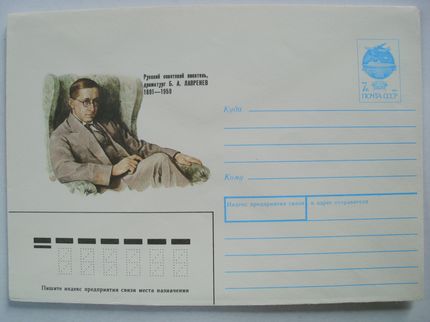 Русский советский писатель,
драматург Б. А. ЛАВРЕНЕВ
1891—1959
7к
ПОЧТА СССР
Куда
Кому
Индекс предприятия связи и адрес отправителя
Пишите индекс предприятия связи места назначения